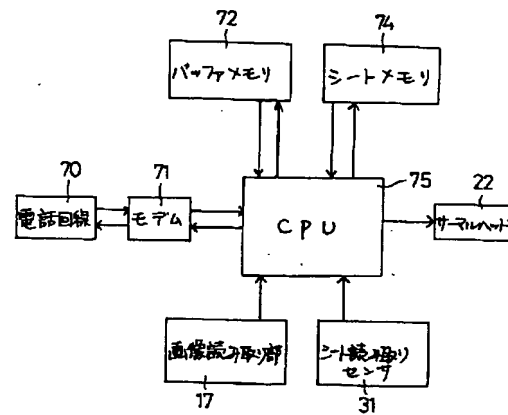 72
バッファメモリ
74
シートメモリ
70
電話回線
71
モデム
75
CPU
22
サーマルヘッド
画像読み取り部
17
シート読み取り
センサ
31